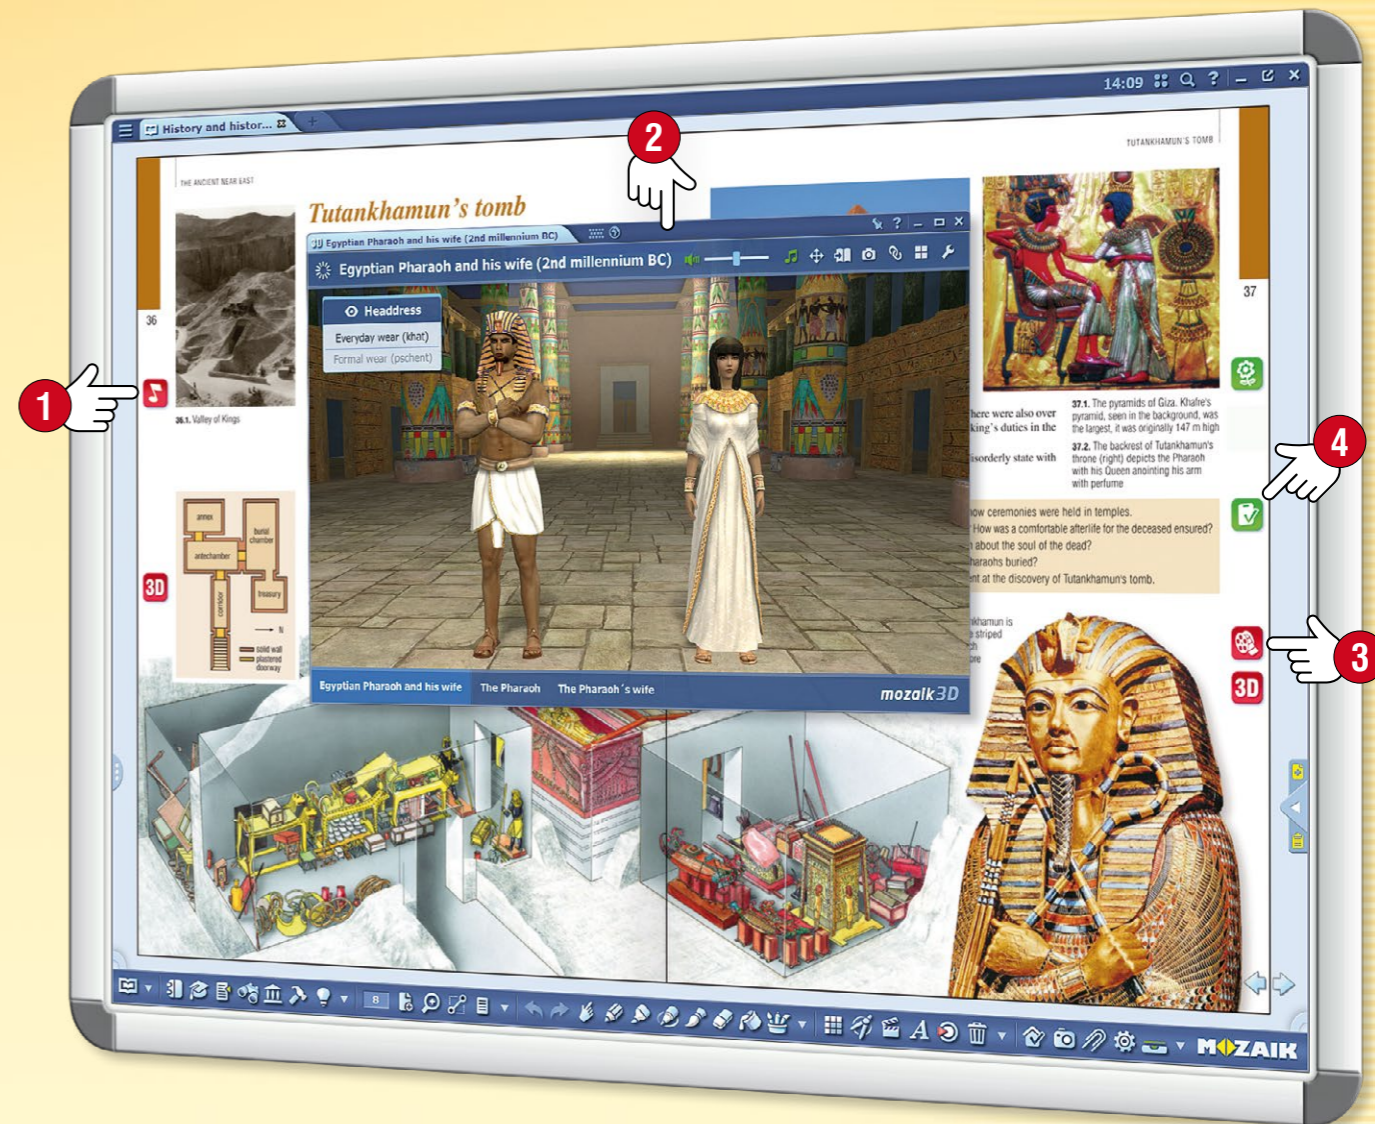 14:09
History and histor...
THE ANCIENT NEAR EAST
TUTANKHAMUN'S TOMB
36
37
Tutankhamun's tomb
36.1. Valley of Kings
1
2
3
4
3D Egyptian Pharaoh and his wife (2nd millennium BC)
Egyptian Pharaoh and his wife (2nd millennium BC)
Headdress
Everyday wear (khat)
Formal wear (pschent)
Egyptian Pharaoh and his wife
The Pharaoh
The Pharaoh's wife
mozaik3D
annex
burial
chamber
antechamber
corridor
treasury
N
solid wall
plastered
doorway
3D
here were also over
king's duties in the
isorderly state with
37.1. The pyramids of Giza. Khafre's
pyramid, seen in the background, was
the largest, it was originally 147 m high
37.2. The backrest of Tutankhamun's
throne (right) depicts the Pharaoh
with his Queen anointing his arm
with perfume
ow ceremonies were held in temples.
How was a comfortable afterlife for the deceased ensured?
about the soul of the dead?
haraohs buried?
nt at the discovery of Tutankhamun's tomb.
nkhamun is
striped
ch
ore
3D
8
A
MOZAIK